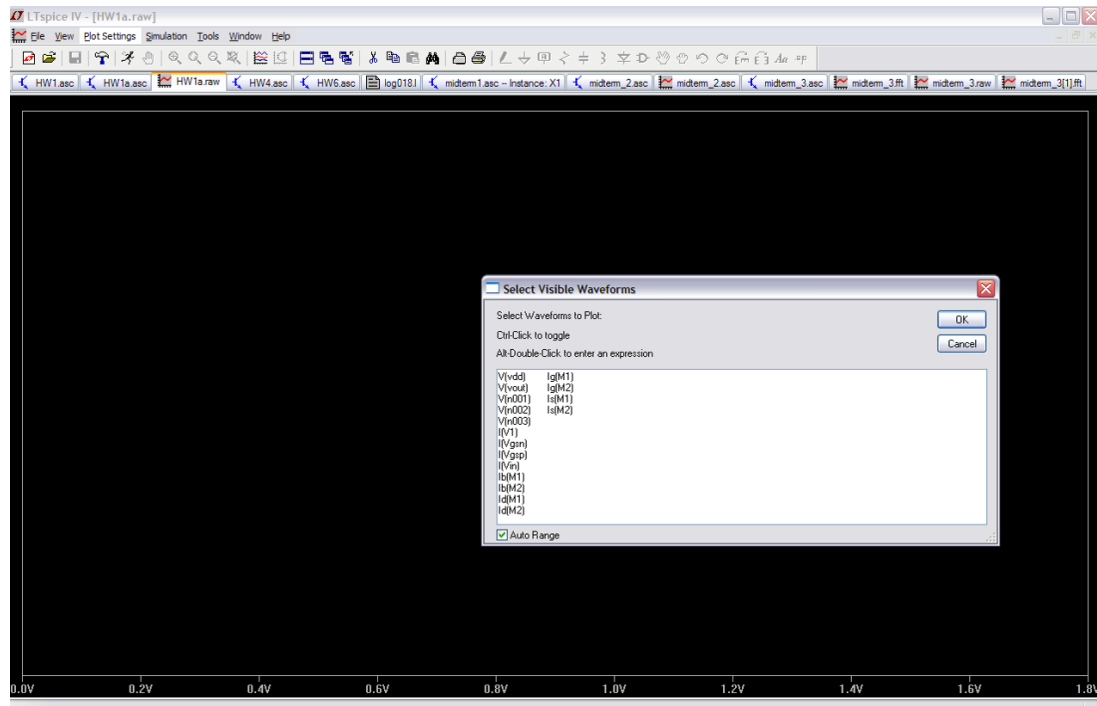 LTspice IV - [HW1a.raw]
File View Plot Settings Simulation Tools Window Help
HW1.asc HW1a.asc HW1a.raw HW4.asc HW6.asc log018.l midterm1.asc -- Instance: X1 midterm_2.asc midterm_2.asc midterm_3.asc midterm_3.fft midterm_3.raw midterm_3[1].fft
Select Visible Waveforms
Select Waveforms to Plot:
OK
Ctrl-Click to toggle
Cancel
Alt-Double-Click to enter an expression
V(vdd) Ig(M1)
V(vout) Ig(M2)
V(n001) Is(M1)
V(n002) Is(M2)
V(n003)
I(V1)
I(Vgsn)
I(Vgsp)
I(Vin)
Ib(M1)
Ib(M2)
Id(M1)
Id(M2)
Auto Range
0.0V 0.2V 0.4V 0.6V 0.8V 1.0V 1.2V 1.4V 1.6V 1.8V